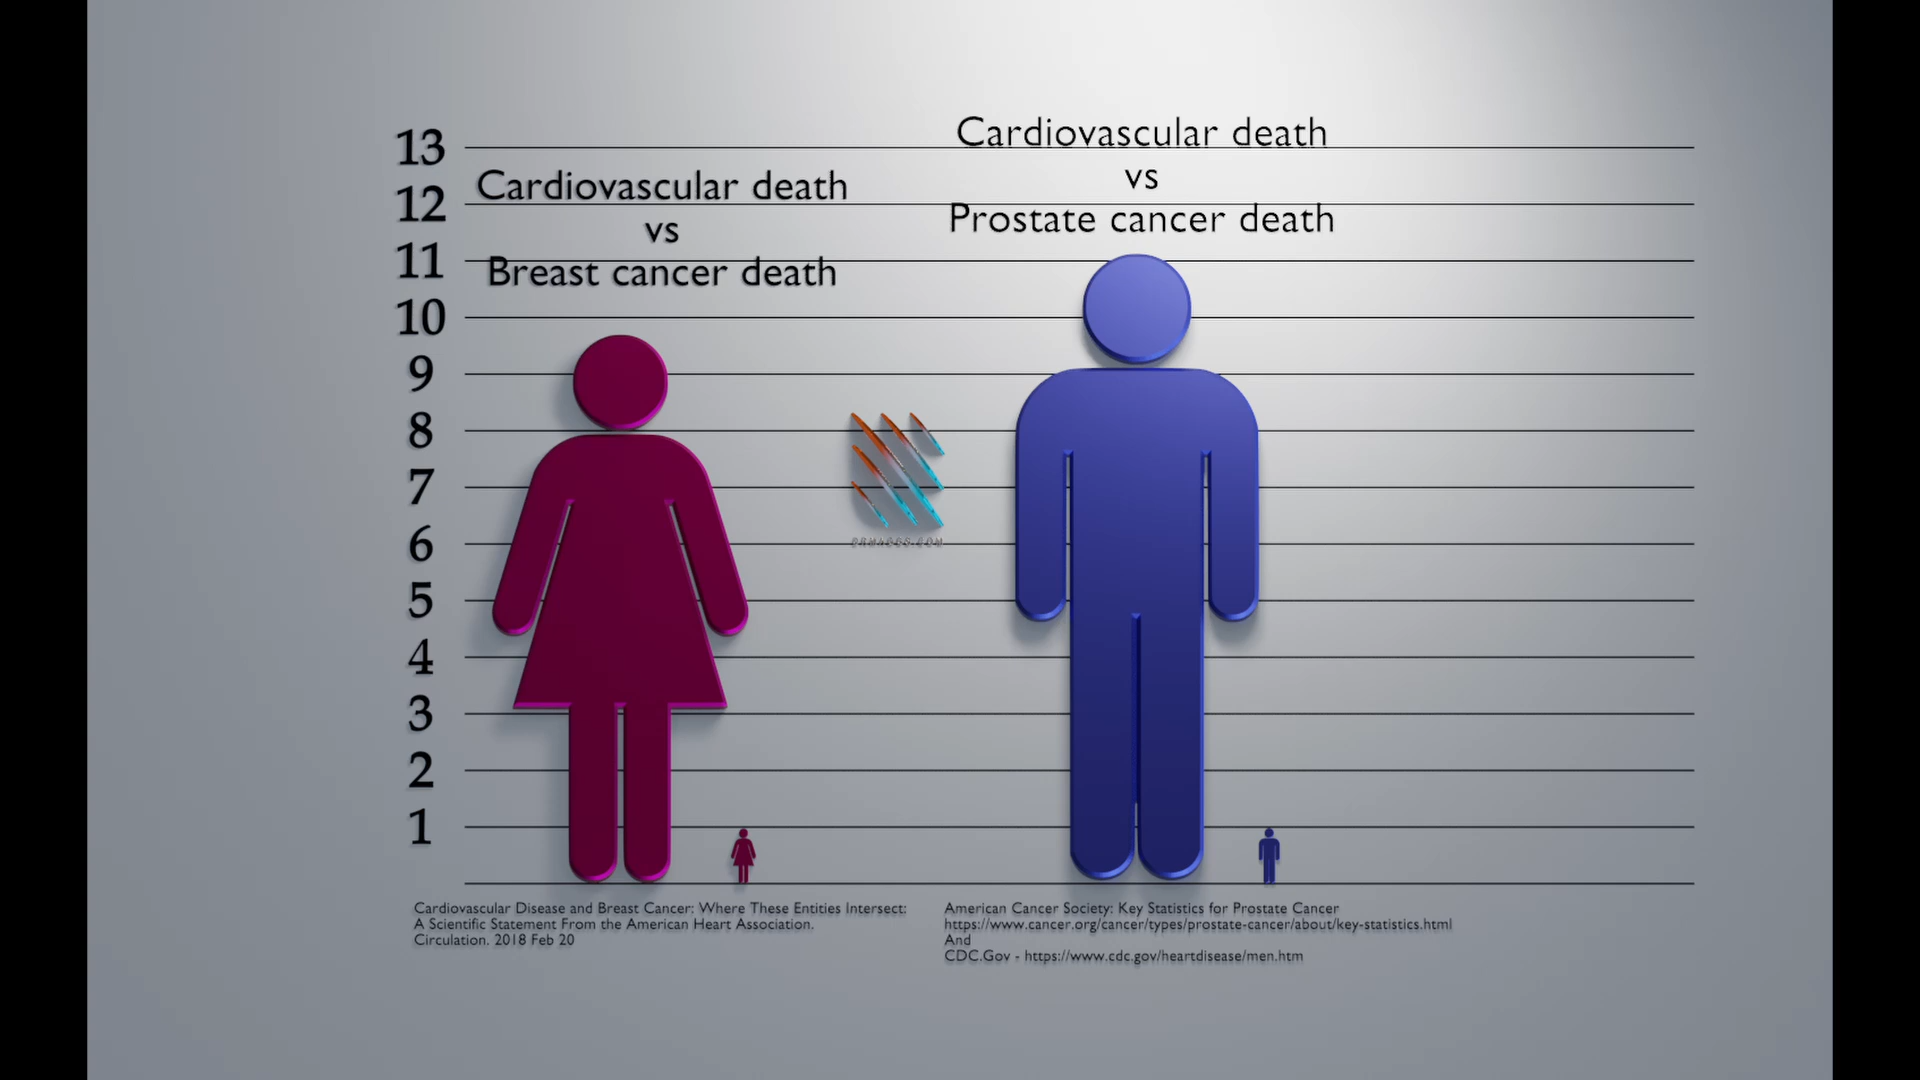 13
12
11
10
9
8
7
6
5
4
3
2
1
Cardiovascular death
vs
Breast cancer death
Cardiovascular death
vs
Prostate cancer death
Cardiovascular Disease and Breast Cancer: Where These Entities Intersect:
A Scientific Statement From the American Heart Association.
Circulation. 2018 Feb 20
American Cancer Society: Key Statistics for Prostate Cancer
https://www.cancer.org/cancer/types/prostate-cancer/about/key-statistics.html
And
CDC.Gov - https://www.cdc.gov/heartdisease/men.htm